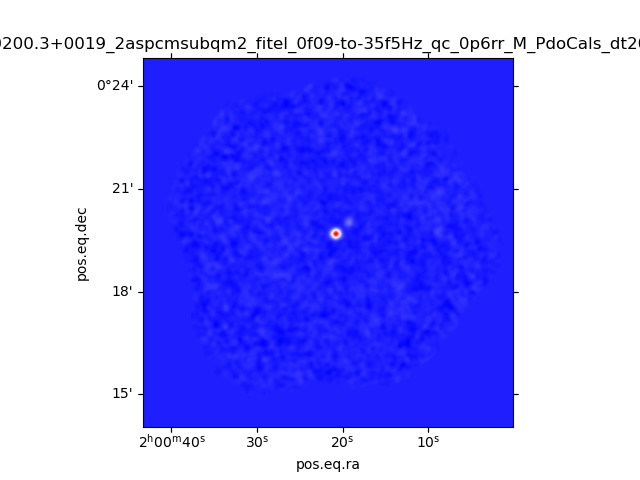 0200.3+0019_2aspcmsubqm2_fitel_0f09-to-35f5Hz_qc_0p6rr_M_PdoCals_dt20
0°24'
21'
18'
15'
pos.eq.dec
2h00m40s 30s 20s 10s
pos.eq.ra